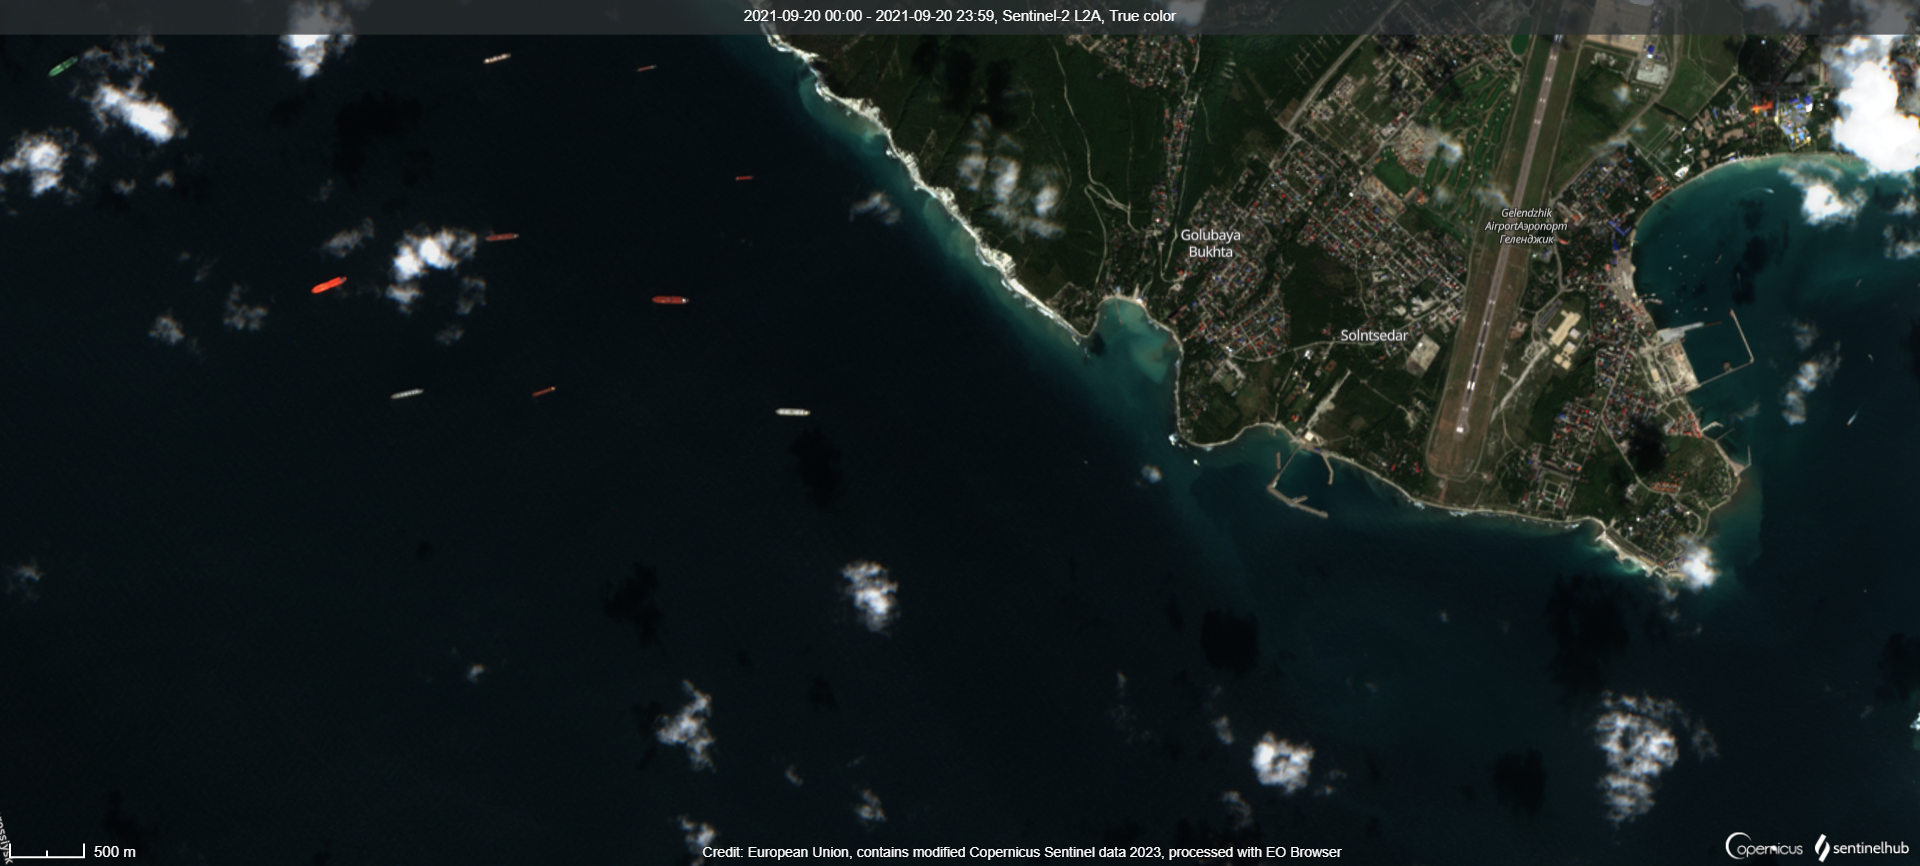 2021-09-20 00:00 - 2021-09-20 23:59, Sentinel-2 L2A, True color
Gelendzhik
AirportАэропорт
Геленджик
Golubaya
Bukhta
Solntsedar
500 m
Credit: European Union, contains modified Copernicus Sentinel data 2023, processed with EO Browser
opernicus
sentinelhub